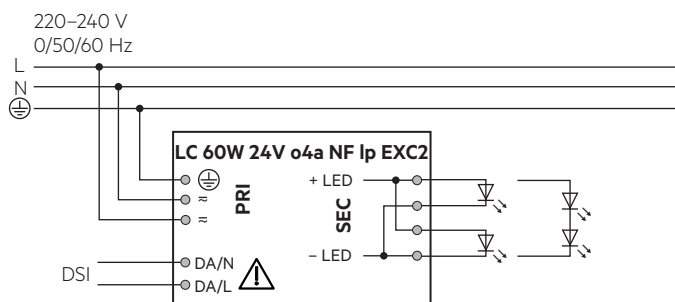 220–240 V
0/50/60 Hz
L
N
LC 60W 24V o4a NF lp EXC2
+ LED
≂
PRI
SEC
≂
– LED
DA/N
DSI
DA/L